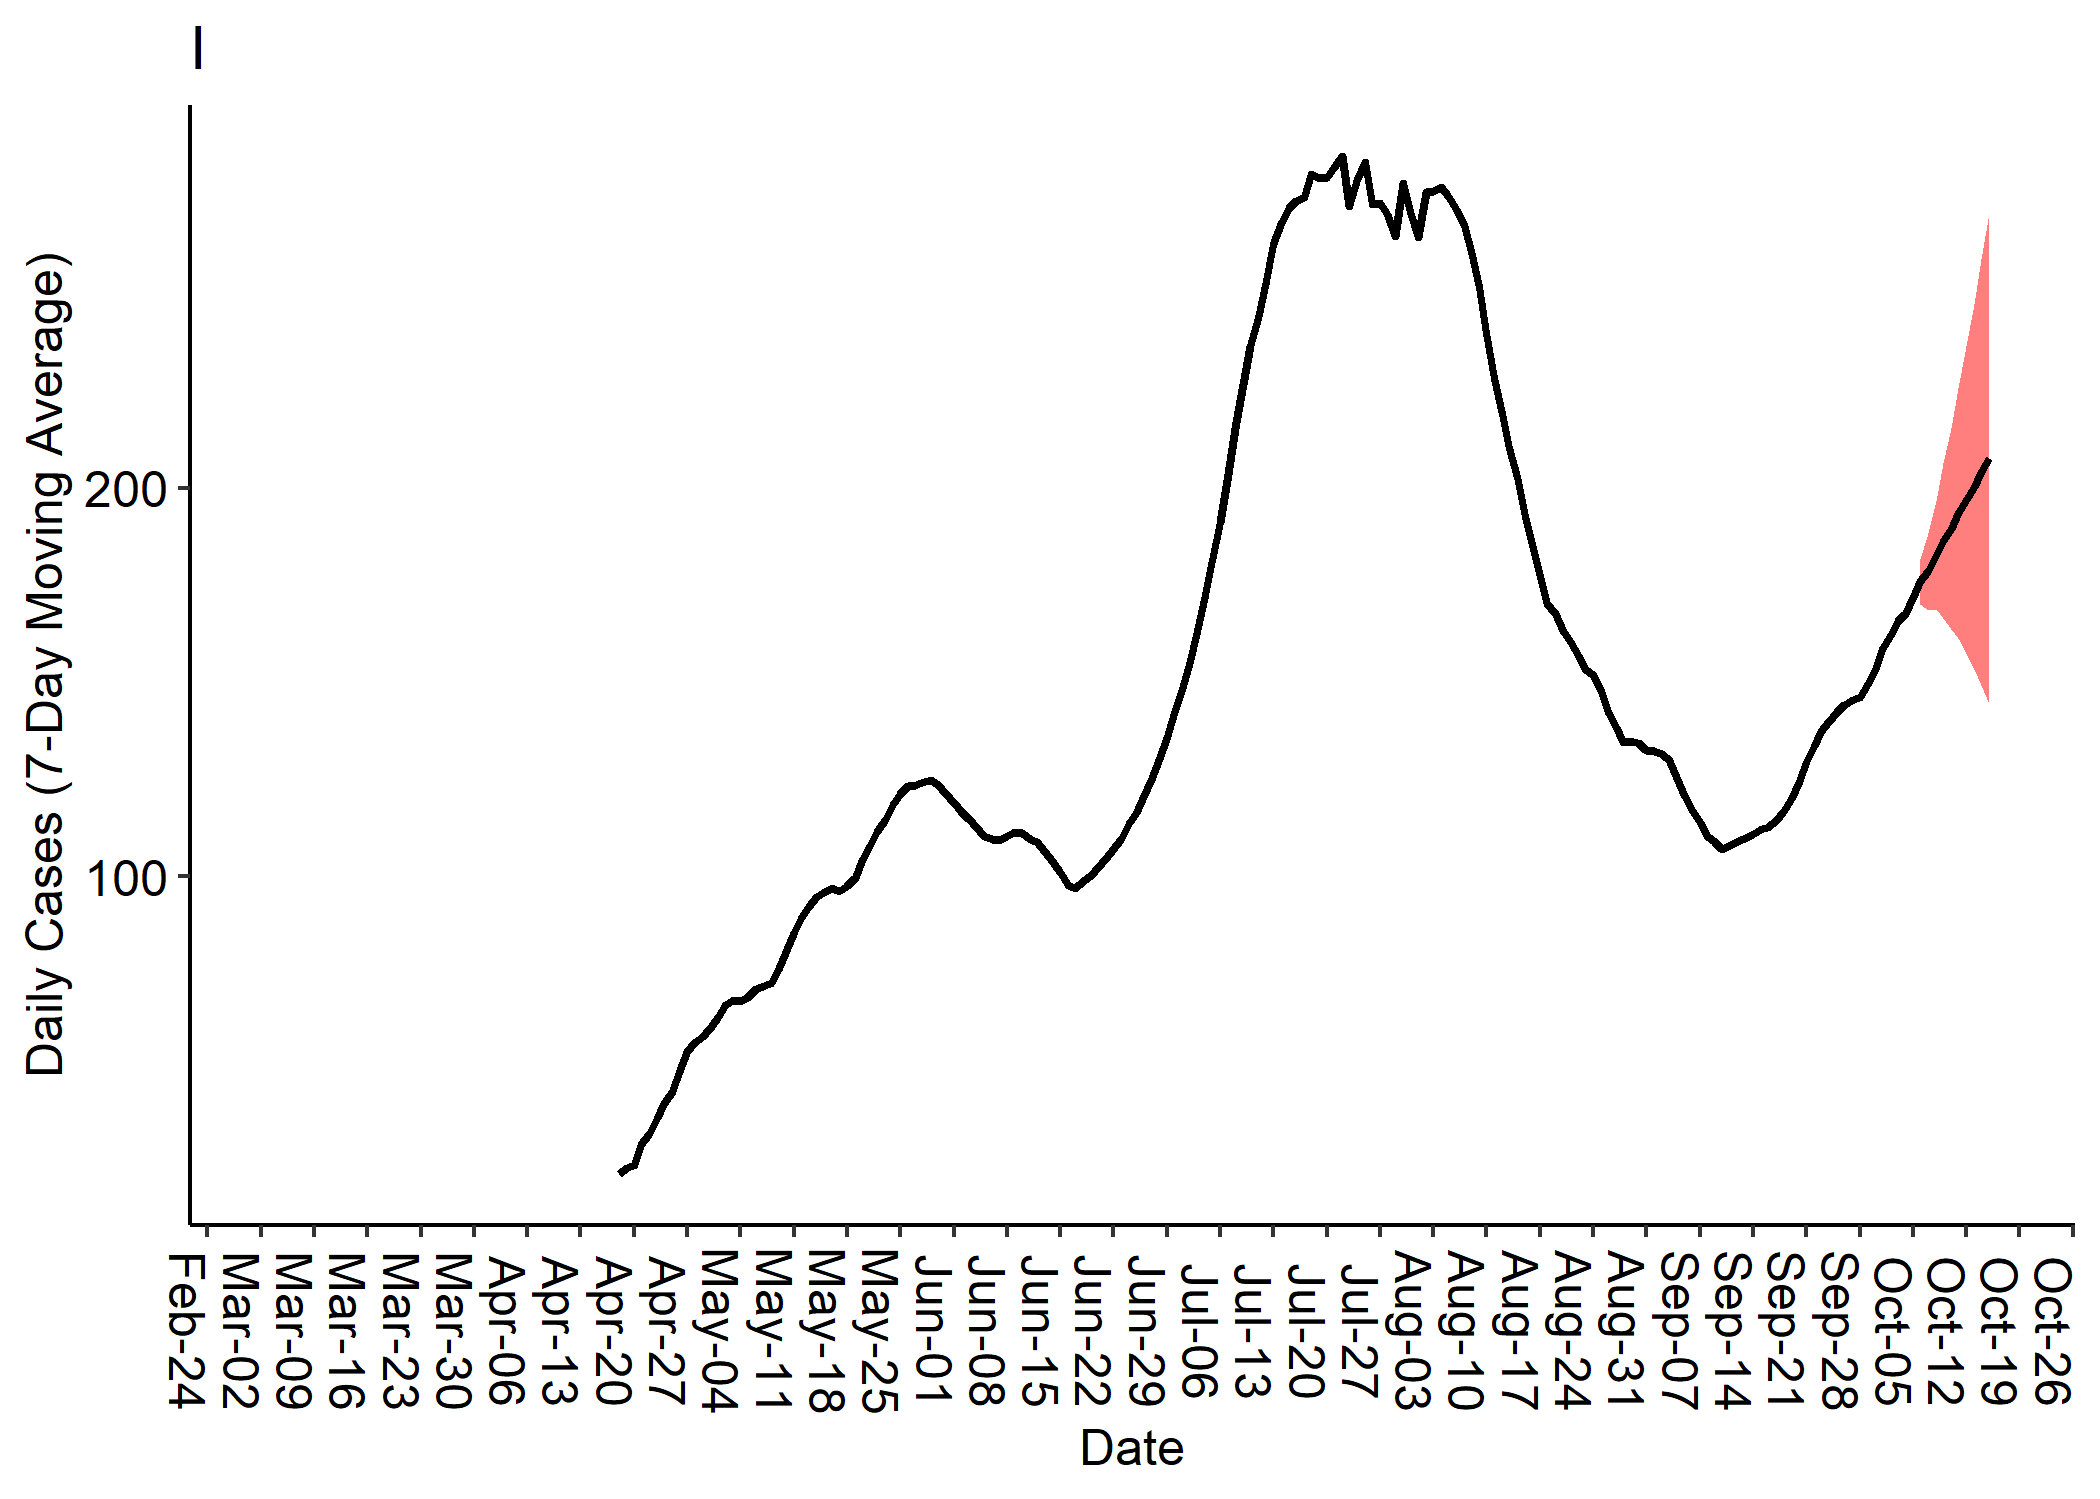 I
Daily Cases (7-Day Moving Average)
200
100
Feb-24
Mar-02
Mar-09
Mar-16
Mar-23
Mar-30
Apr-06
Apr-13
Apr-20
Apr-27
May-04
May-11
May-18
May-25
Jun-01
Jun-08
Jun-15
Jun-22
Jun-29
Jul-06
Jul-13
Jul-20
Jul-27
Aug-03
Aug-10
Aug-17
Aug-24
Aug-31
Sep-07
Sep-14
Sep-21
Sep-28
Oct-05
Oct-12
Oct-19
Oct-26
Date